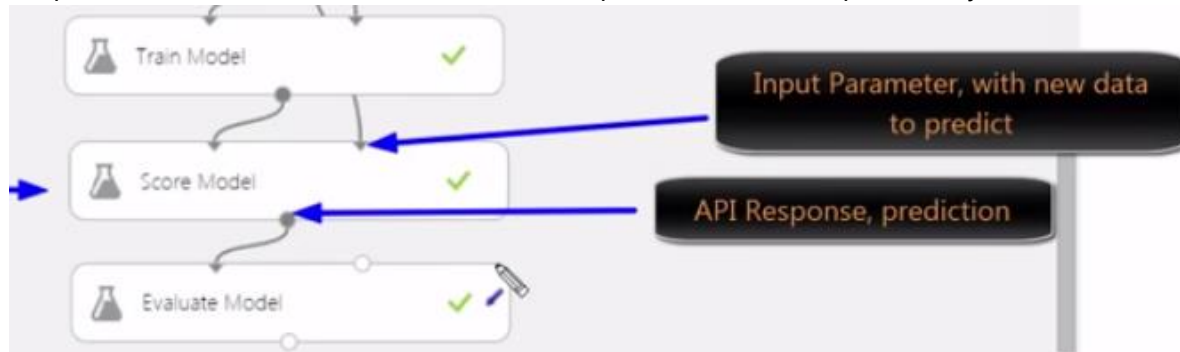 Train Model
Input Parameter, with new data
to predict
Score Model
API Response, prediction
Evaluate Model